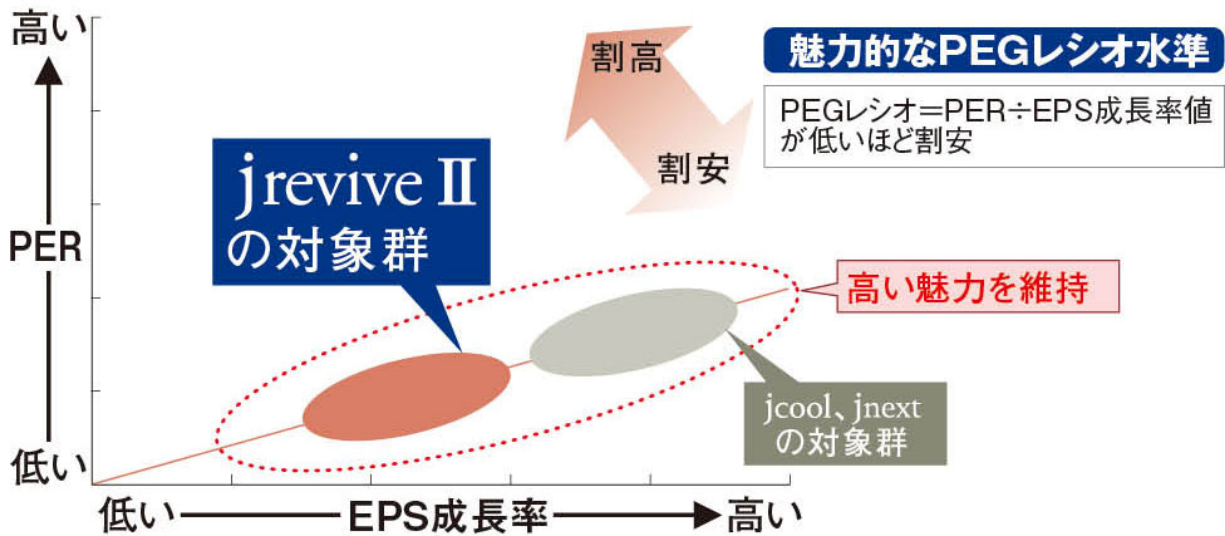 高い
PER
低い
低い
EPS成長率
高い
割高
割安
魅力的なPEGレシオ水準
PEGレシオ＝PER÷EPS成長率値
が低いほど割安
jrevive II
の対象群
高い魅力を維持
jcool、jnext
の対象群